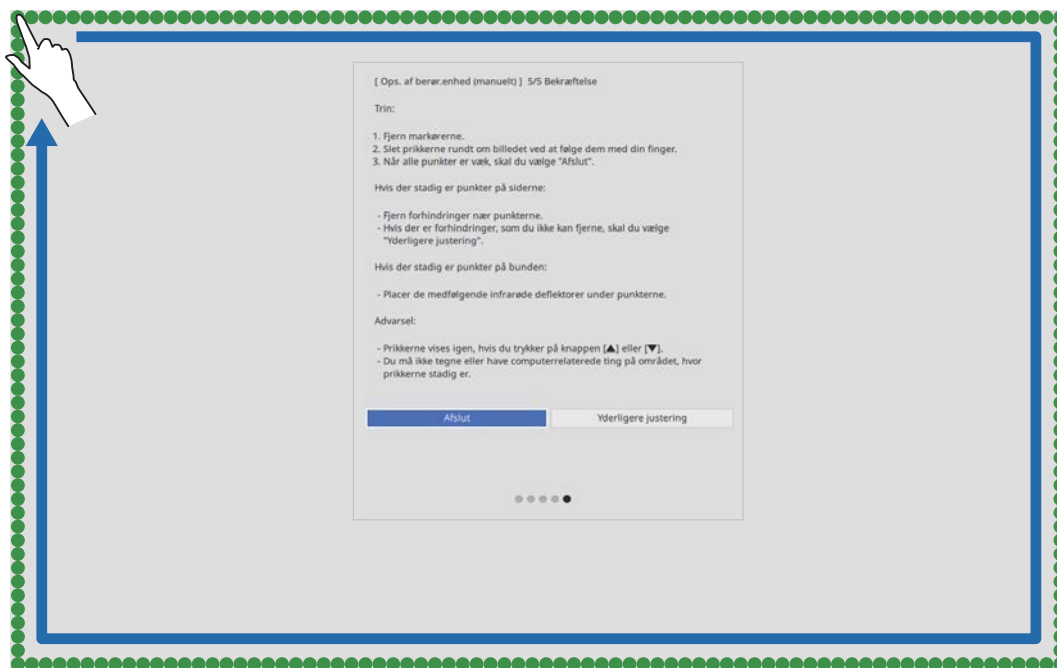 [ Ops. af berør.enhed (manuelt) ] 5/5 Bekræftelse
Trin:
1. Fjern markørerne.
2. Slet prikkerne rundt om billedet ved at følge dem med din finger.
3. Når alle punkter er væk, skal du vælge "Afslut".
Hvis der stadig er punkter på siderne:
- Fjern forhindringer nær punkterne.
- Hvis der er forhindringer, som du ikke kan fjerne, skal du vælge
"Yderligere justering".
Hvis der stadig er punkter på bunden:
- Placer de medfølgende infrarøde deflektorer under punkterne.
Advarsel:
- Prikkerne vises igen, hvis du trykker på knappen [▲] eller [▼].
- Du må ikke tegne eller have computerrelaterede ting på området, hvor
prikkerne stadig er.
Afslut
Yderligere justering